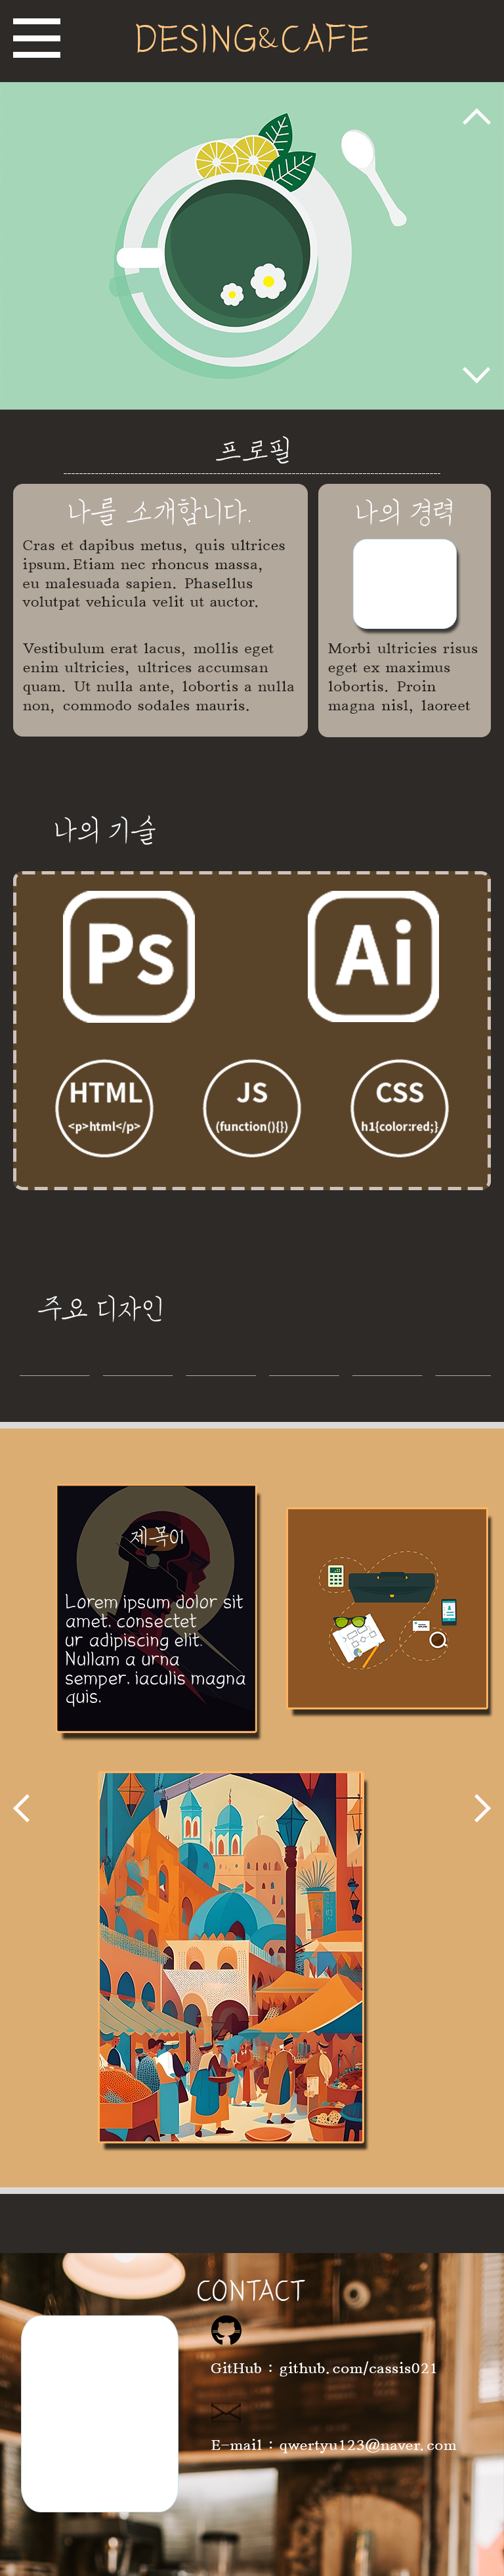 DESING&CAFE
프로필
나를 소개합니다.
Cras et dapibus metus, quis ultrices
ipsum. Etiam nec rhoncus massa,
eu malesuada sapien. Phasellus
volutpat vehicula velit ut auctor.
Vestibulum erat lacus, mollis eget
enim ultricies, ultrices accumsan
quam. Ut nulla ante, lobortis a nulla
non, commodo sodales mauris.
나의 경력
Morbi ultricies risus
eget ex maximus
lobortis. Proin
magna nisl, laoreet
나의 기술
Ps
Ai
HTML
<p>html</p>
JS
(function(){})
CSS
h1{color:red;}
주요 디자인
제목01
Lorem ipsum dolor sit
amet, consectet
ur adipiscing elit.
Nullam a urna
semper, iaculis magna
quis.
CONTACT
GitHub : github.com/cassis021
E-mail : qwertyu123@naver.com